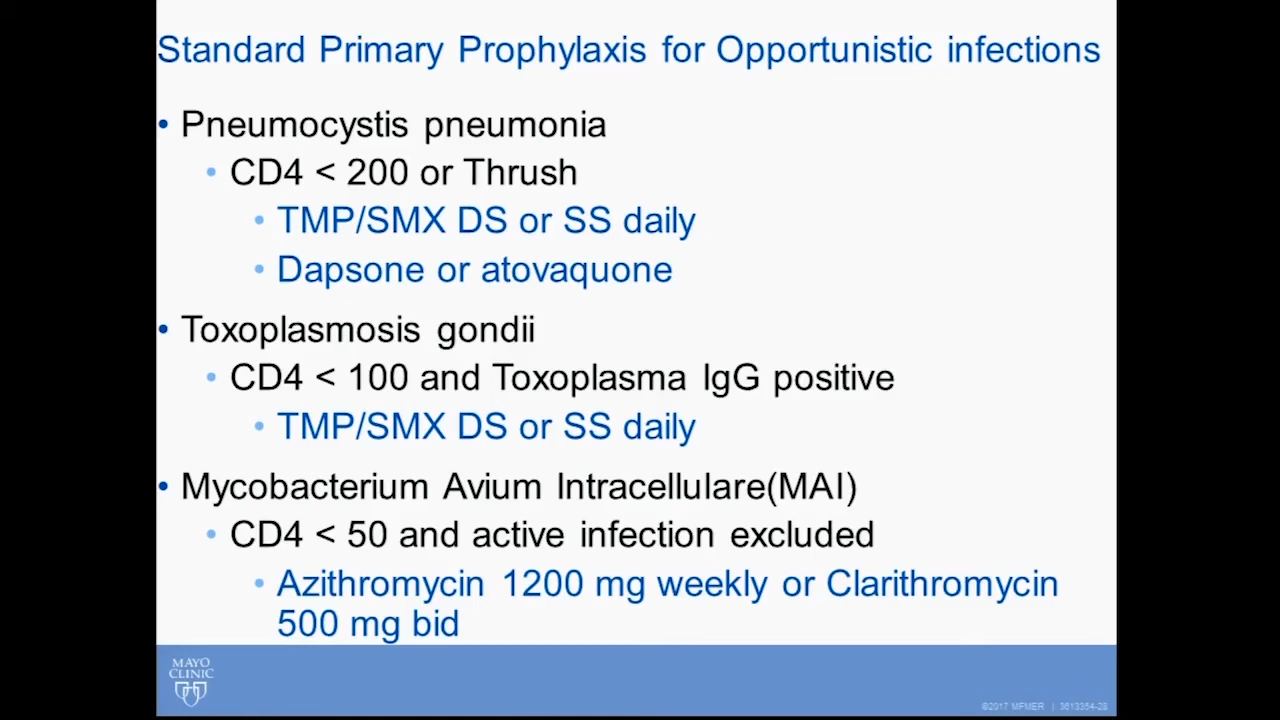 Standard Primary Prophylaxis for Opportunistic infections
• Pneumocystis pneumonia
• CD4 < 200 or Thrush
• TMP/SMX DS or SS daily
• Dapsone or atovaquone
• Toxoplasmosis gondii
• CD4 < 100 and Toxoplasma IgG positive
• TMP/SMX DS or SS daily
• Mycobacterium Avium Intracellulare(MAI)
• CD4 < 50 and active infection excluded
• Azithromycin 1200 mg weekly or Clarithromycin
500 mg bid
MAYO
CLINIC
©2017 MFMER | 3613354-28